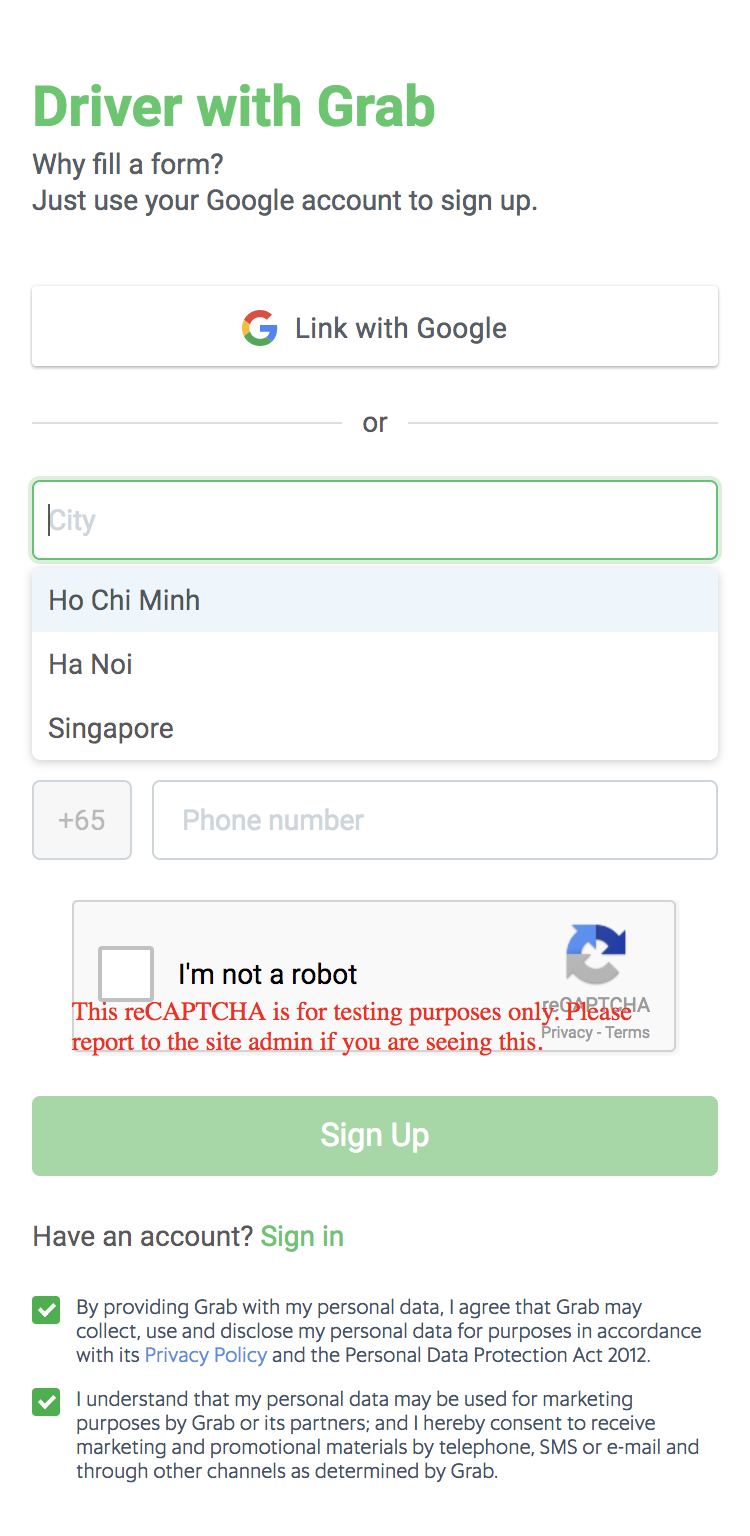 Driver with Grab
Why fill a form?
Just use your Google account to sign up.
Link with Google
or
City
Ho Chi Minh
Ha Noi
Singapore
+65
Phone number
I'm not a robot
reCAPTCHA
Privacy - Terms
This reCAPTCHA is for testing purposes only. Please
report to the site admin if you are seeing this.
Sign Up
Have an account? Sign in
By providing Grab with my personal data, I agree that Grab may
collect, use and disclose my personal data for purposes in accordance
with its Privacy Policy and the Personal Data Protection Act 2012.
I understand that my personal data may be used for marketing
purposes by Grab or its partners; and I hereby consent to receive
marketing and promotional materials by telephone, SMS or e-mail and
through other channels as determined by Grab.